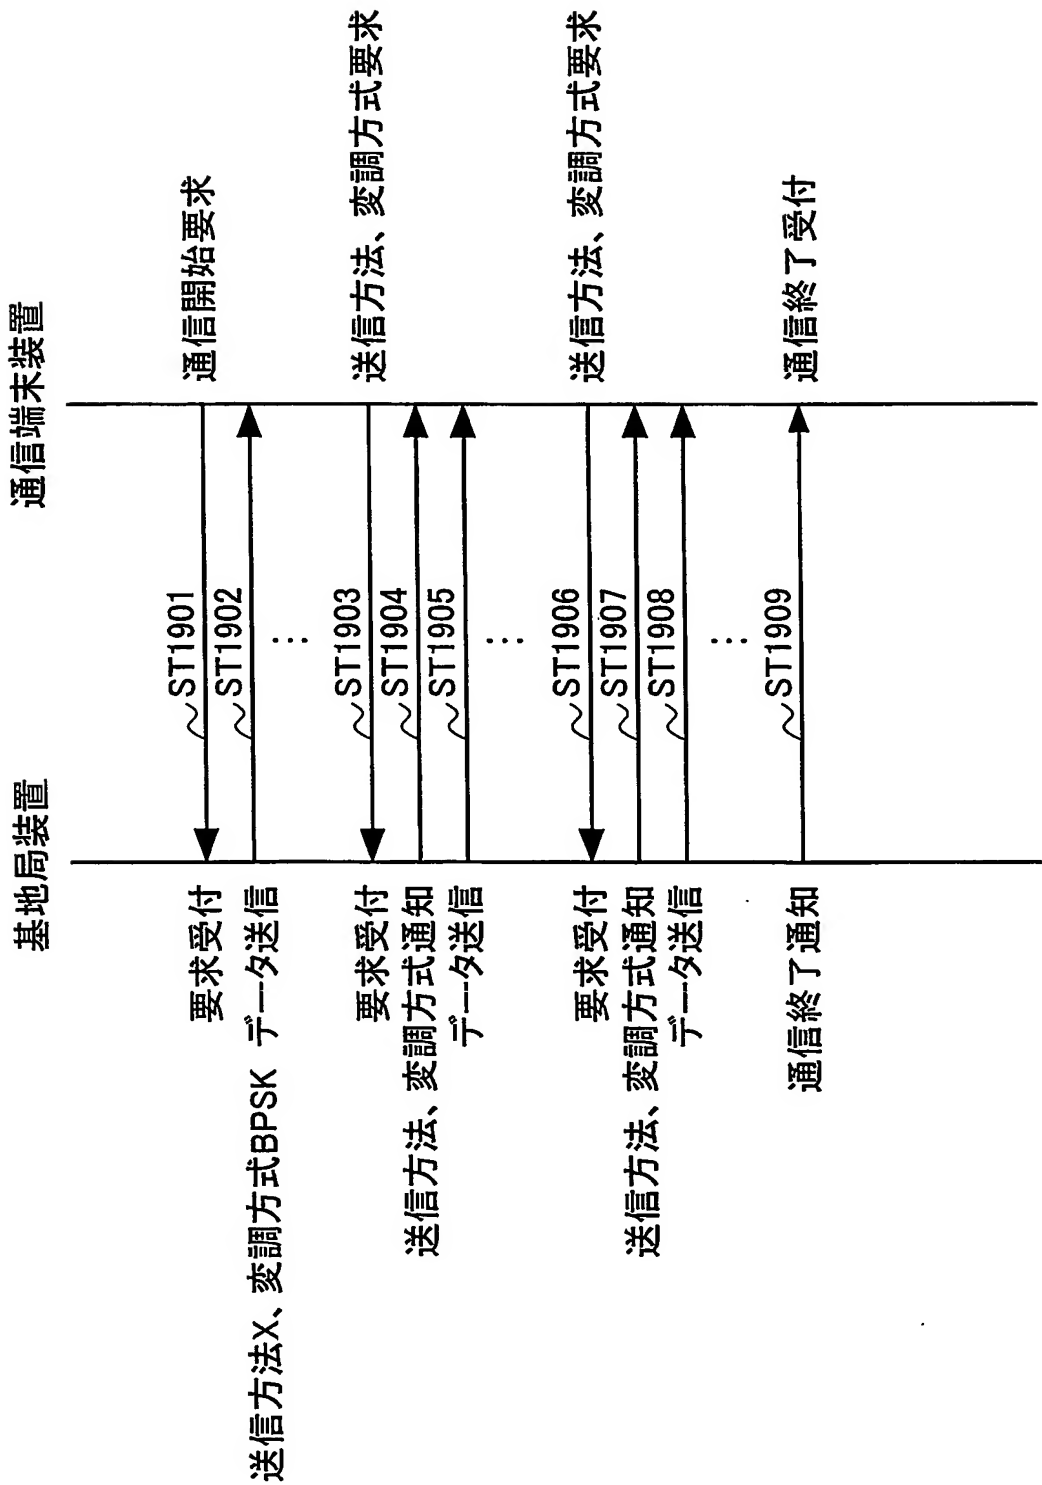 基地局装置
通信端末装置
要求受付
ST1901
通信開始要求
送信方法X、変調方式BPSK データ送信
ST1902
⋯
要求受付
ST1903
送信方法、変調方式要求
送信方法、変調方式通知
ST1904
データ送信
ST1905
⋯
要求受付
ST1906
送信方法、変調方式要求
送信方法、変調方式通知
ST1907
データ送信
ST1908
⋯
通信終了通知
ST1909
通信終了受付